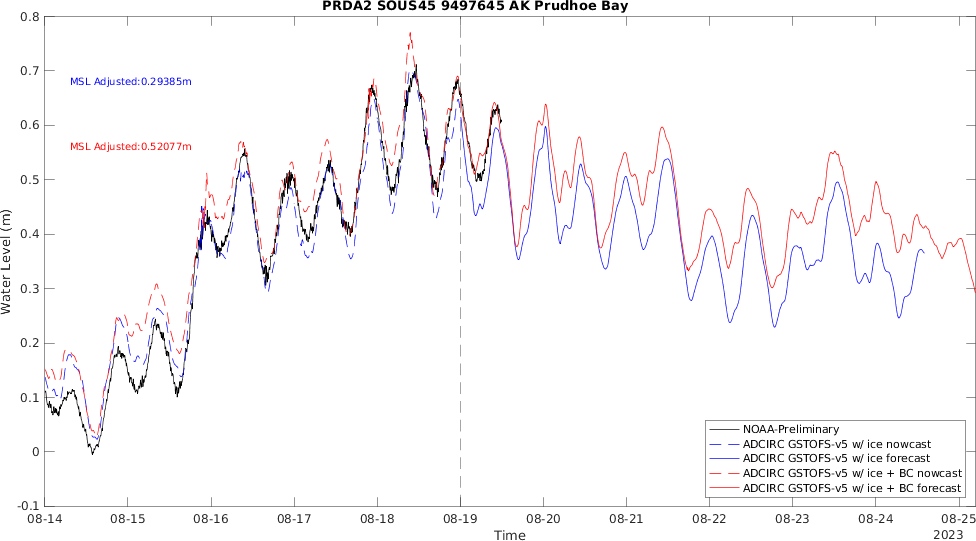 PRDA2 SOUS45 9497645 AK Prudhoe Bay
0.8
0.7
0.6
0.5
0.4
0.3
0.2
0.1
0
-0.1
Water Level (m)
MSL Adjusted:0.29385m
MSL Adjusted:0.52077m
NOAA-Preliminary
ADCIRC GSTOFS-v5 w/ ice nowcast
ADCIRC GSTOFS-v5 w/ ice forecast
ADCIRC GSTOFS-v5 w/ ice + BC nowcast
ADCIRC GSTOFS-v5 w/ ice + BC forecast
08-14 08-15 08-16 08-17 08-18 08-19 08-20 08-21 08-22 08-23 08-24 08-25
Time
2023